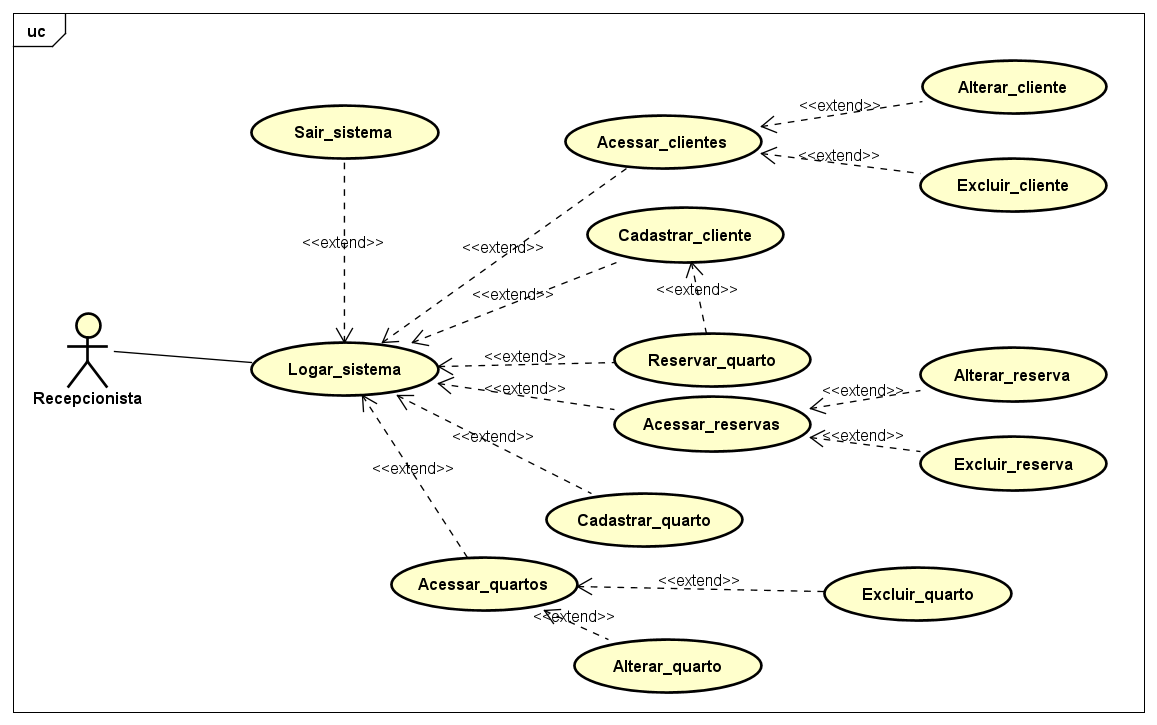 uc
Alterar_cliente
<<extend>>
Sair_sistema
Acessar_clientes
<<extend>>
Excluir_cliente
Cadastrar_cliente
<<extend>>
<<extend>>
<<extend>>
<<extend>>
Reservar_quarto
<<extend>>
Logar_sistema
Alterar_reserva
<<extend>>
<<extend>>
Recepcionista
Acessar_reservas
<<extend>>
<<extend>>
Excluir_reserva
<<extend>>
Cadastrar_quarto
Acessar_quartos
<<extend>>
Excluir_quarto
<<extend>>
Alterar_quarto